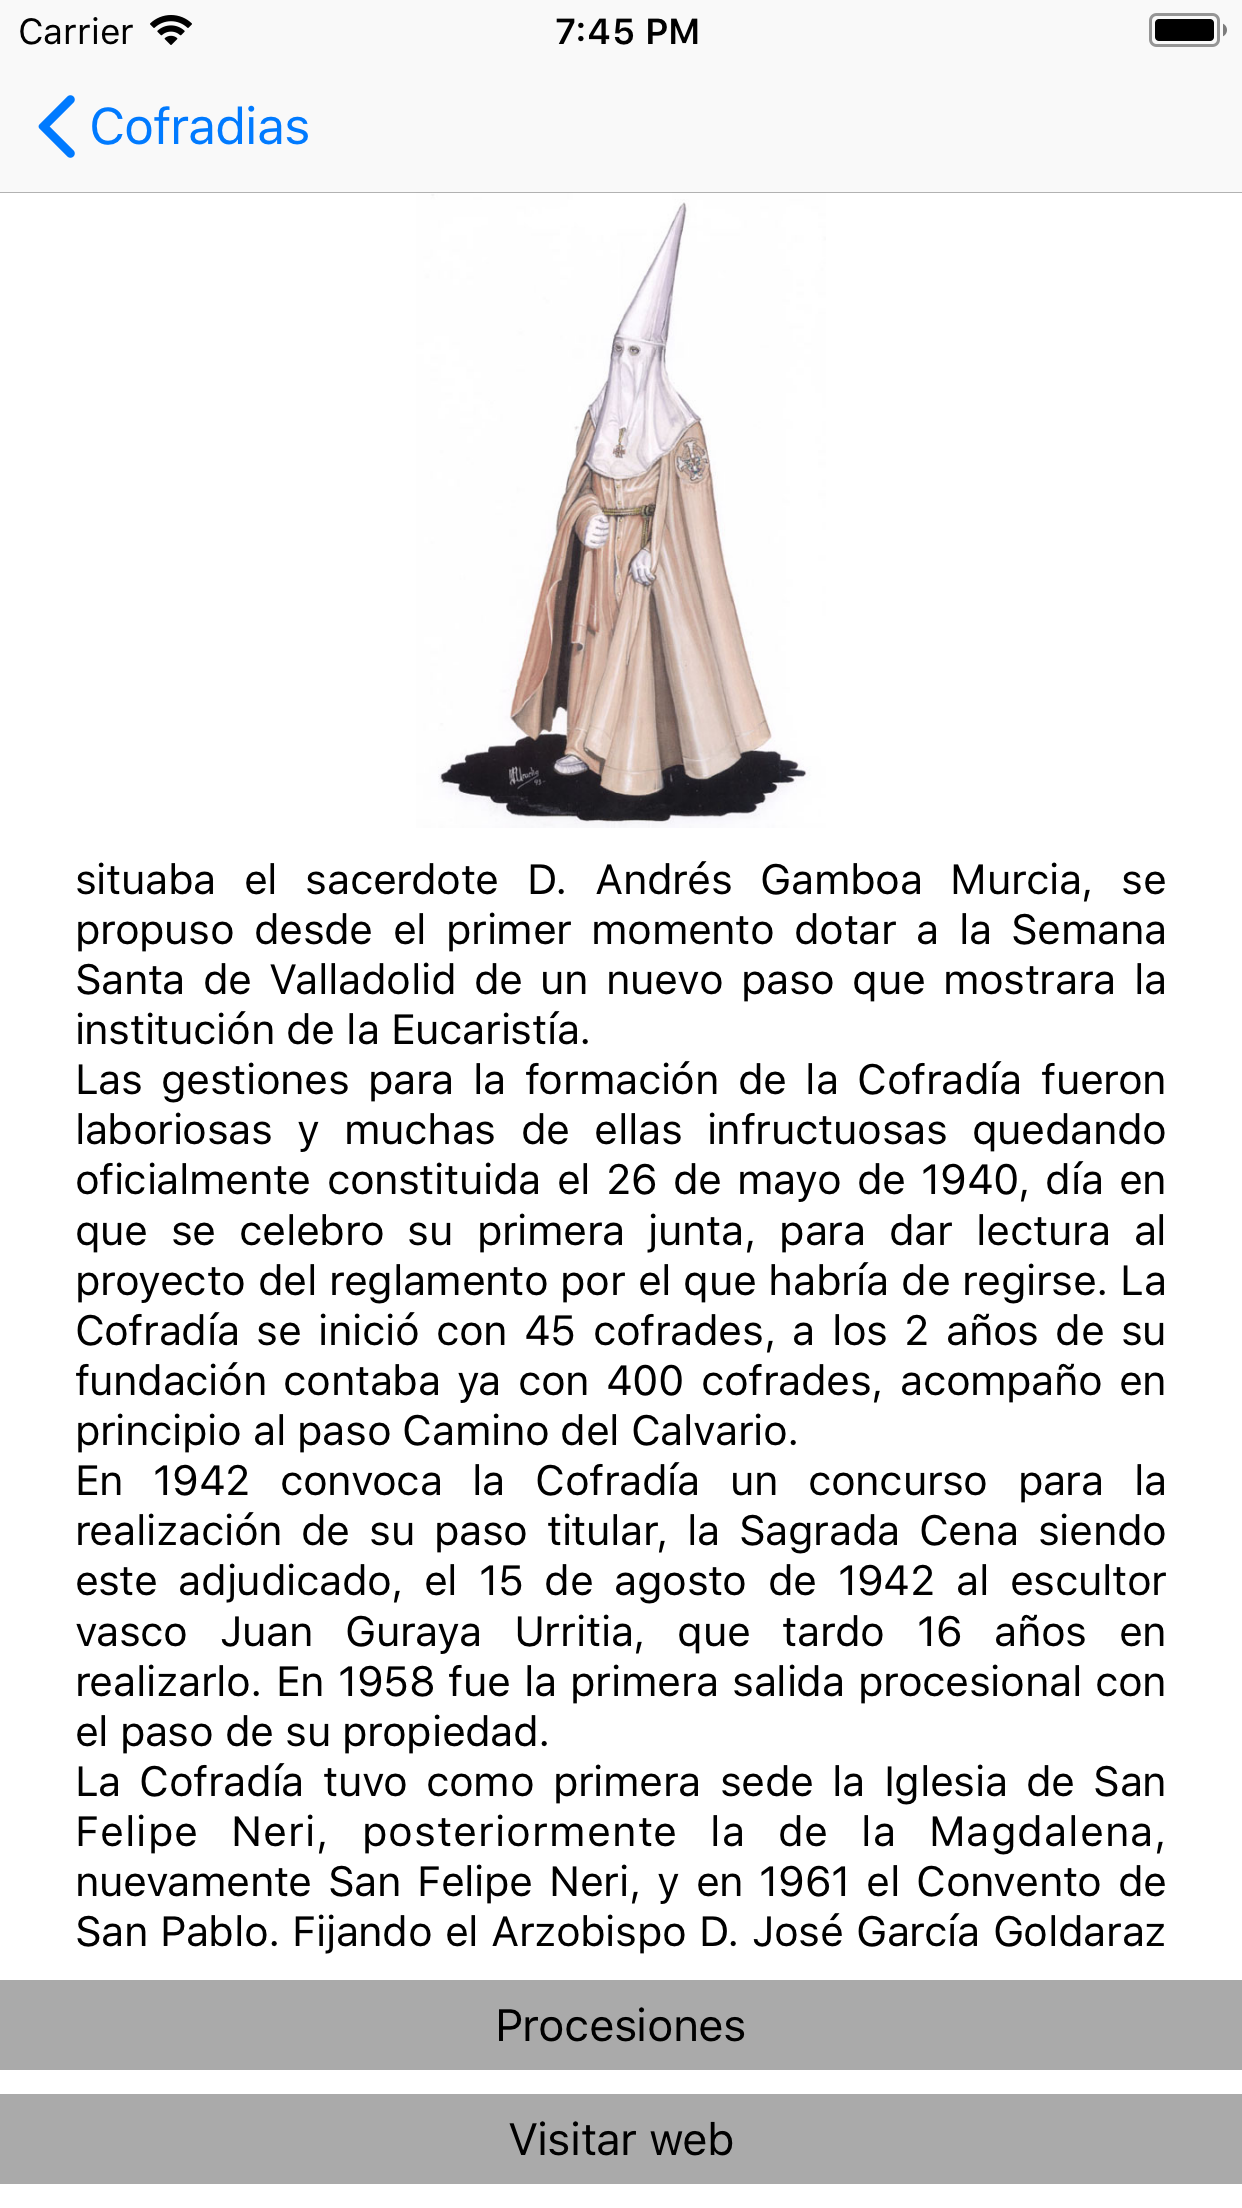 Carrier
7:45 PM
Cofradias
situaba el sacerdote D. Andrés Gamboa Murcia, se
propuso desde el primer momento dotar a la Semana
Santa de Valladolid de un nuevo paso que mostrara la
institución de la Eucaristía.
Las gestiones para la formación de la Cofradía fueron
laboriosas y muchas de ellas infructuosas quedando
oficialmente constituida el 26 de mayo de 1940, día en
que se celebro su primera junta, para dar lectura al
proyecto del reglamento por el que habría de regirse. La
Cofradía se inició con 45 cofrades, a los 2 años de su
fundación contaba ya con 400 cofrades, acompaño en
principio al paso Camino del Calvario.
En 1942 convoca la Cofradía un concurso para la
realización de su paso titular, la Sagrada Cena siendo
este adjudicado, el 15 de agosto de 1942 al escultor
vasco Juan Guraya Urritia, que tardo 16 años en
realizarlo. En 1958 fue la primera salida procesional con
el paso de su propiedad.
La Cofradía tuvo como primera sede la Iglesia de San
Felipe Neri, posteriormente la de la Magdalena,
nuevamente San Felipe Neri, y en 1961 el Convento de
San Pablo. Fijando el Arzobispo D. José García Goldaraz
Procesiones
Visitar web